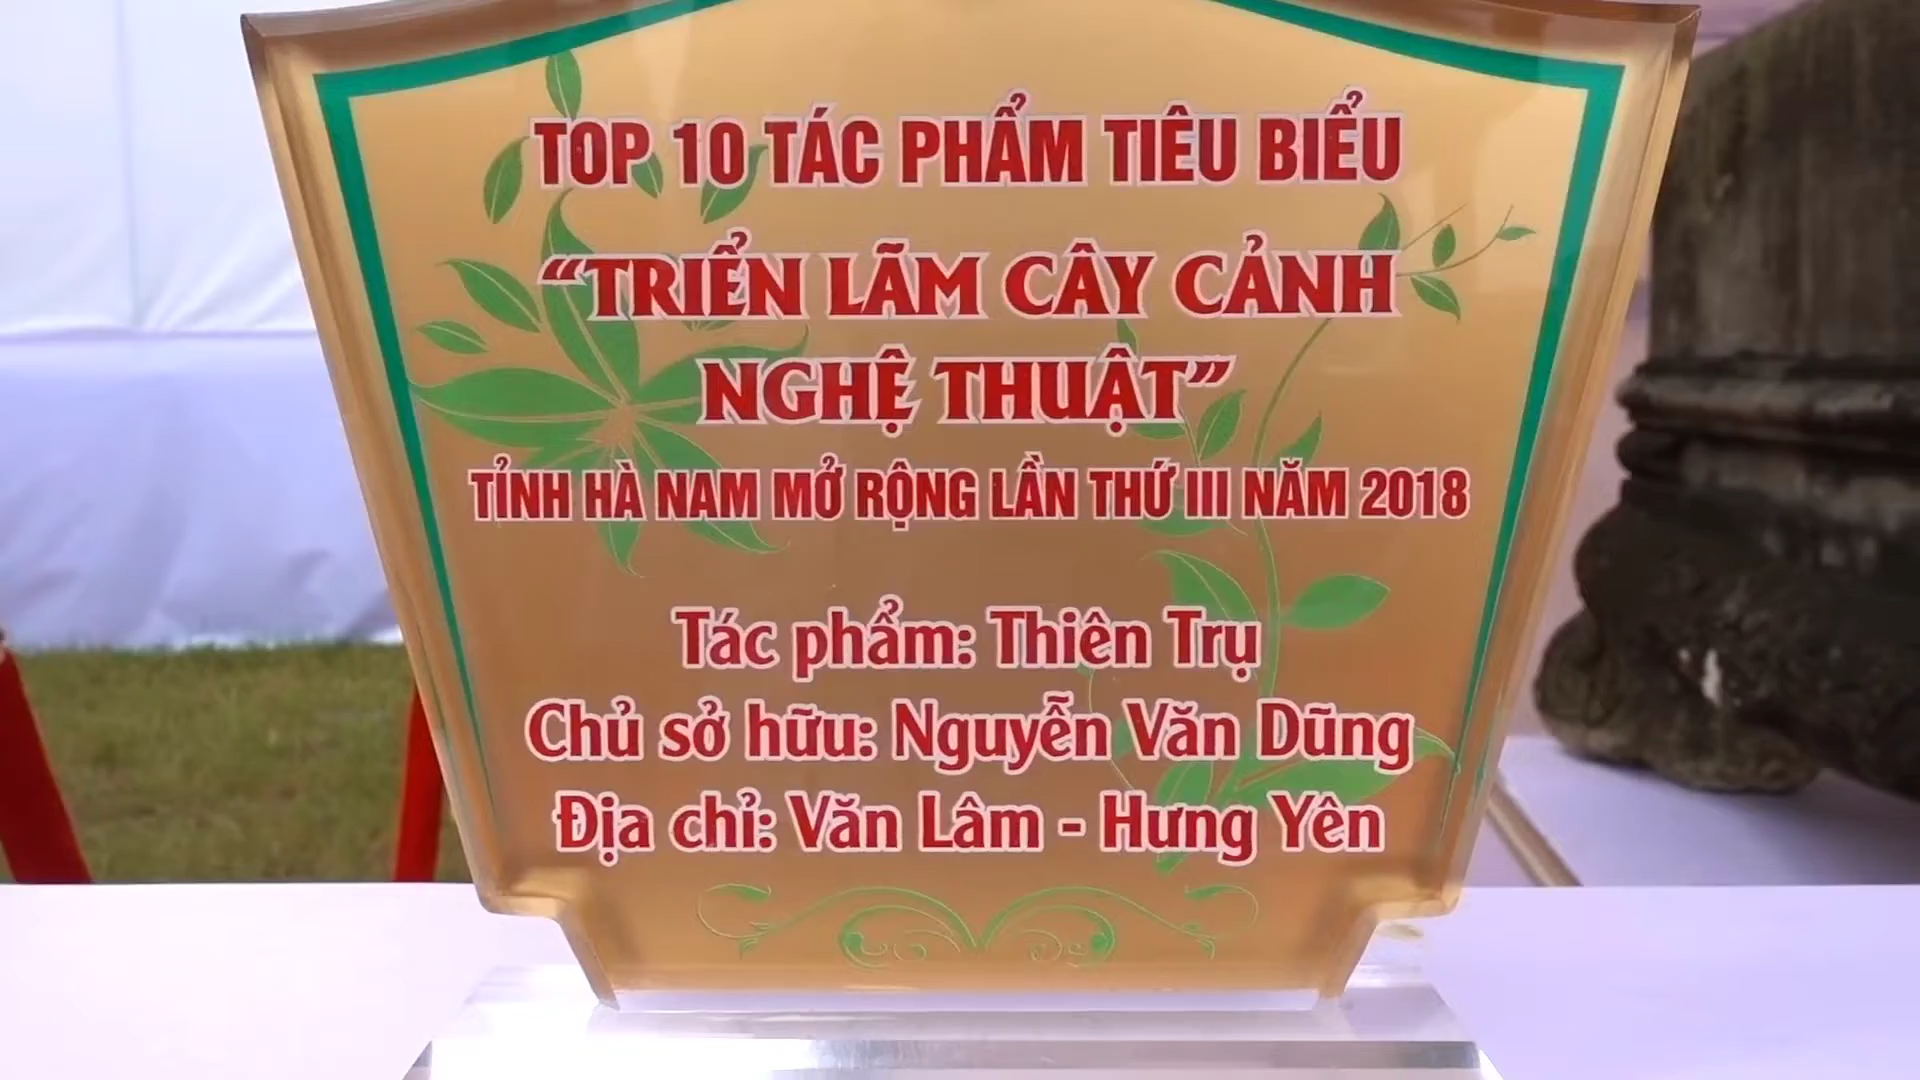 TOP 10 TÁC PHẨM TIÊU BIỂU
“TRIỂN LÃM CÂY CẢNH
NGHỆ THUẬT”
TỈNH HÀ NAM MỞ RỘNG LẦN THỨ III NĂM 2018
Tác phẩm: Thiên Trụ
Chủ sở hữu: Nguyễn Văn Dũng
Địa chỉ: Văn Lâm - Hưng Yên